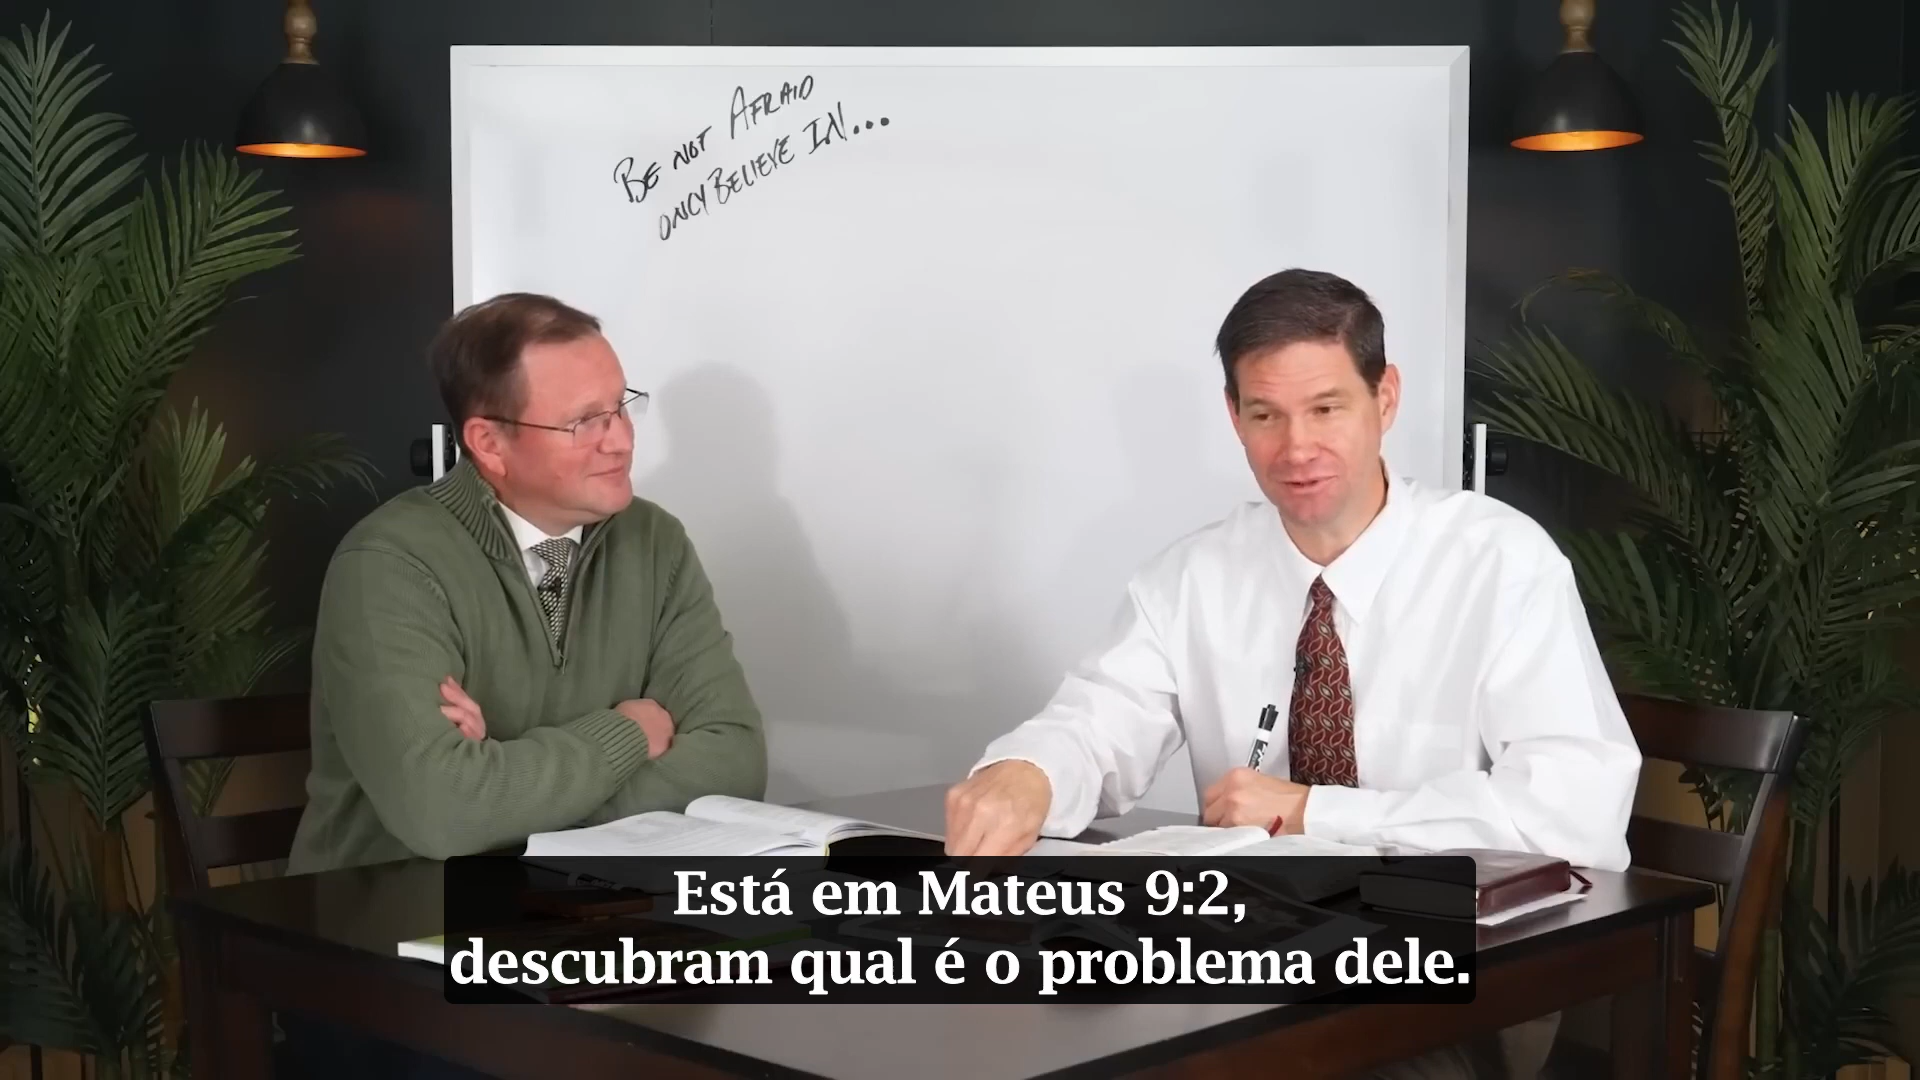 BE NOT AFRAID
ONLY BELIEVE IN...
Está em Mateus 9:2,
descubram qual é o problema dele.